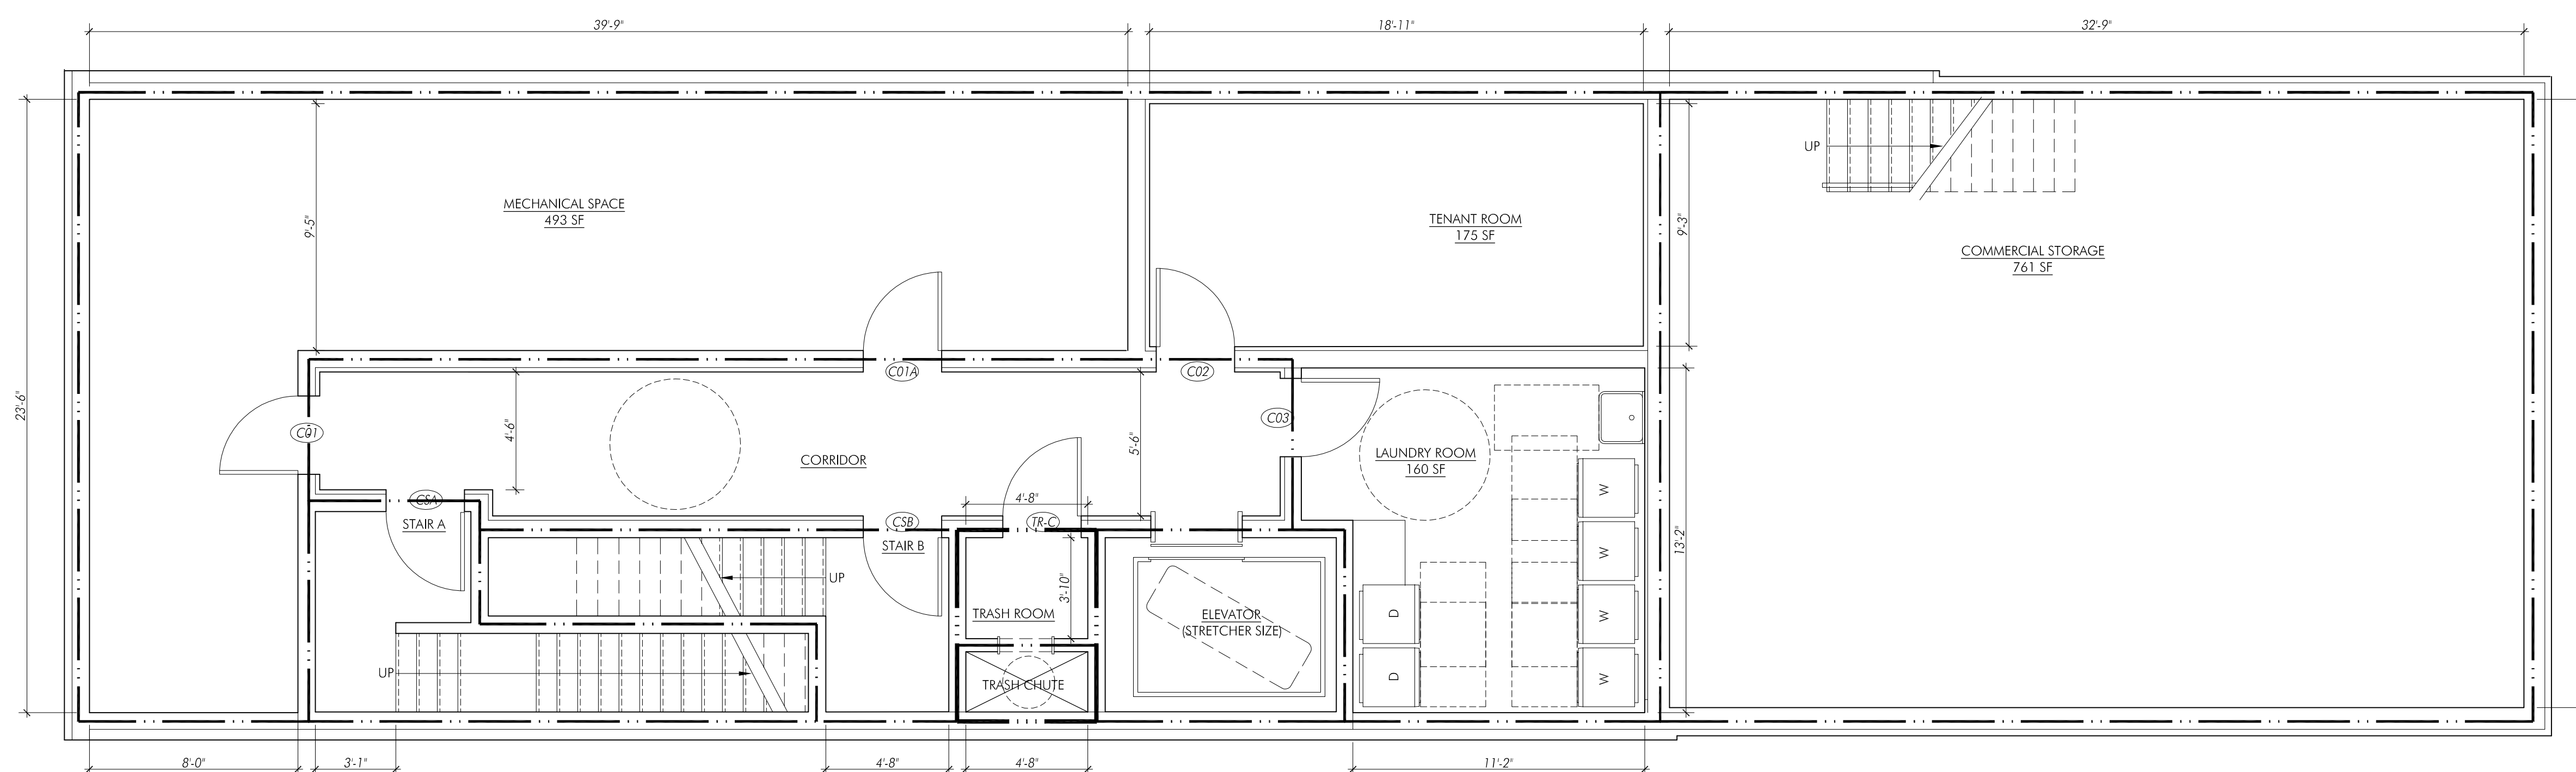 39'-9"
18'-11"
32'-9"
UP
MECHANICAL SPACE
493 SF
9'-5"
TENANT ROOM
175 SF
9'-3"
COMMERCIAL STORAGE
761 SF
23'-6"
C01A
C02
C03
C01
4'-6"
5'-6"
CORRIDOR
LAUNDRY ROOM
160 SF
W
W
W
W
D
D
CSA
STAIR A
4'-8"
CSB
TR-C
STAIR B
13'-2"
UP
3'-10"
TRASH ROOM
ELEVATOR
(STRETCHER SIZE)
UP
TRASH CHUTE
8'-0"
3'-1"
4'-8"
4'-8"
11'-2"